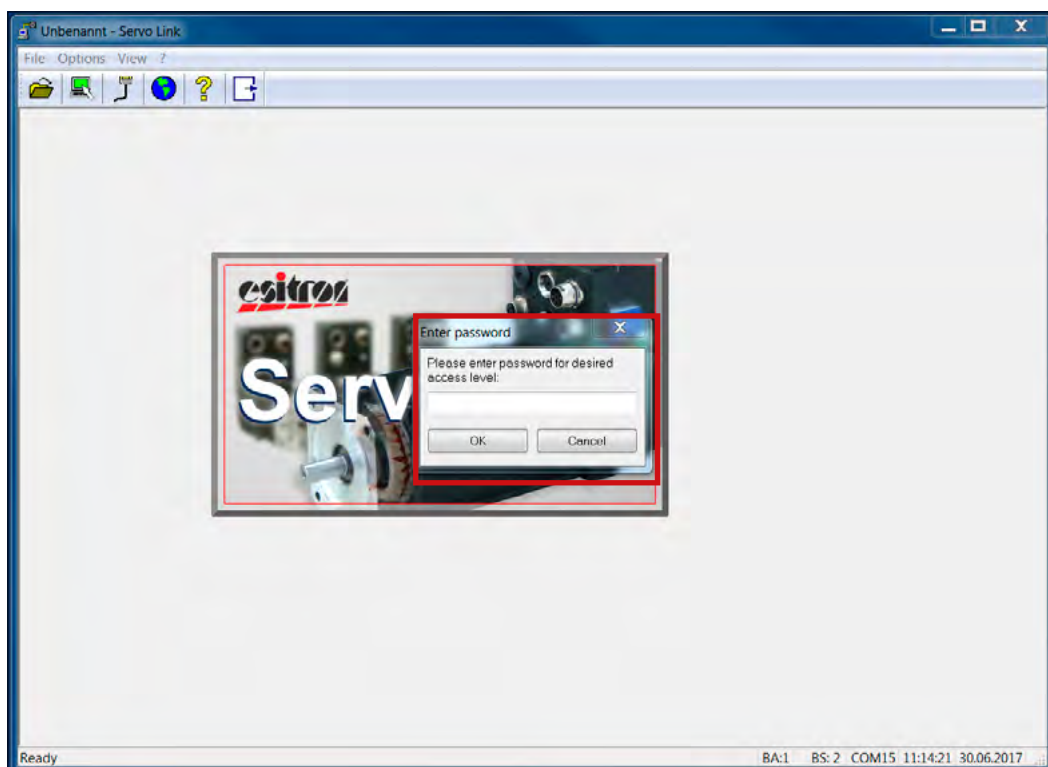 Unbenannt - Servo Link
File Options View ?
esitron
Serv
Enter password
Please enter password for desired
access level:
OK Cancel
Ready BA:1 BS: 2 COM15 11:14:21 30.06.2017